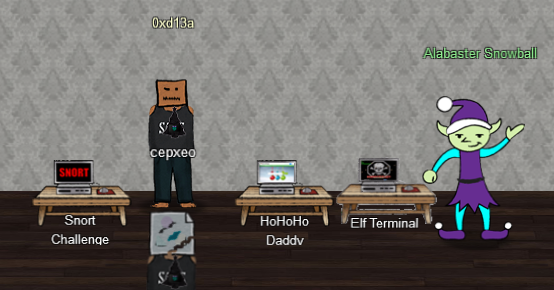 0xd13a
Alabaster Snowball
cepxeo
SNORT
Snort
Challenge
HoHoHo
Daddy
Elf Terminal